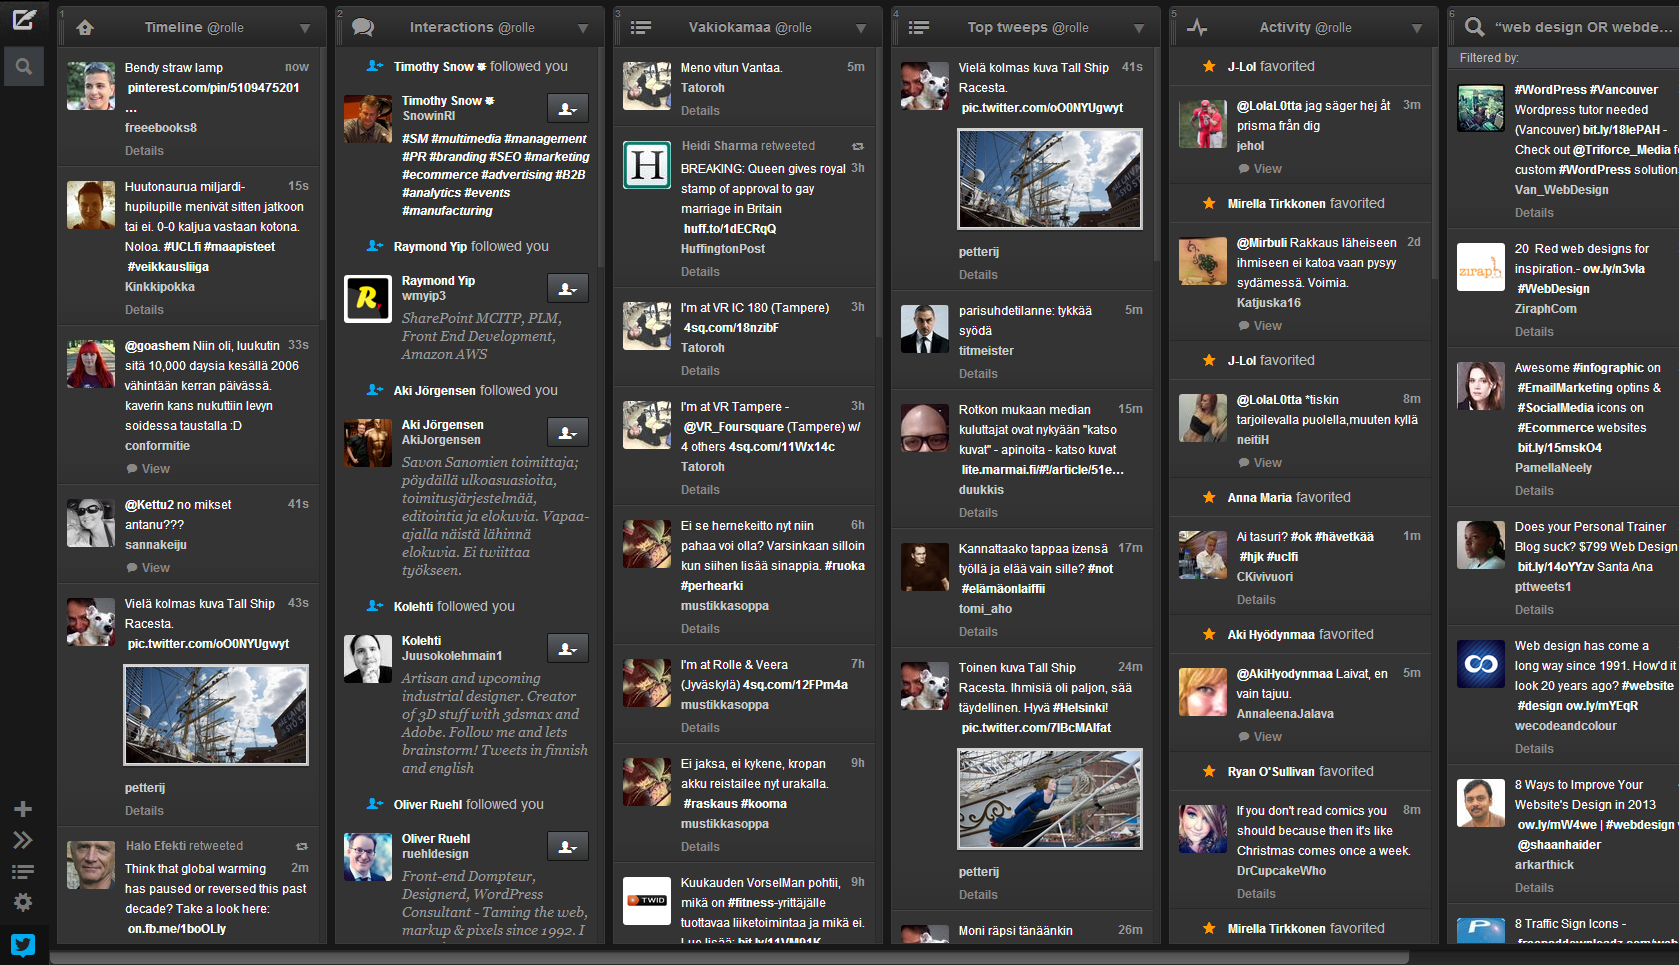 1
Timeline @rolle
Bendy straw lamp
now
pinterest.com/pin/5109475201
...
freeebooks8
Details
Huutonaurua miljardi-
15s
hupilupille menivät sitten jatkoon
tai ei. 0-0 kaljua vastaan kotona.
Noloa. #UCLfi #maapisteet
#veikkausliiga
Kinkkipokka
Details
@goashem Niin oli, luukutin
33s
sitä 10,000 daysia kesällä 2006
vähintään kerran päivässä.
kaverin kans nukuttiin levyn
soidessa taustalla :D
conformitie
View
@Kettu2 no mikset
41s
antanu???
sannakeiju
View
Vielä kolmas kuva Tall Ship
43s
Racesta.
pic.twitter.com/oO0NYUgwyt
petterij
Details
Halo Efekti retweeted
Think that global warming
2m
has paused or reversed this past
decade? Take a look here:
on.fb.me/1boOLly
2
Interactions @rolle
Timothy Snow followed you
Timothy Snow
SnowinRI
#SM #multimedia #management
#PR #branding #SEO #marketing
#ecommerce #advertising #B2B
#analytics #events
#manufacturing
Raymond Yip followed you
R
Raymond Yip
wmyip3
SharePoint MCITP, PLM,
Front End Development,
Amazon AWS
Aki Jörgensen followed you
Aki Jörgensen
AkiJorgensen
Savon Sanomien toimittaja;
pöydällä ulkoasuasioita,
toimitusjärjestelmää,
editointia ja elokuvia. Vapaa-
ajalla näistä lähinnä
elokuvia. Ei twiittaa
työkseen.
Kolehti followed you
Kolehti
Juusokolehmain1
Artisan and upcoming
industrial designer. Creator
of 3D stuff with 3dsmax and
Adobe. Follow me and lets
brainstorm! Tweets in finnish
and english
Oliver Ruehl followed you
Oliver Ruehl
ruehldesign
Front-end Dompteur,
Designerd, WordPress
Consultant - Taming the web,
markup & pixels since 1992. I
3
Vakiokamaa @rolle
Meno vitun Vantaa.
5m
Tatoroh
Details
Heidi Sharma retweeted
H
BREAKING: Queen gives royal
3h
stamp of approval to gay
marriage in Britain
huff.to/1dECRqQ
HuffingtonPost
Details
I'm at VR IC 180 (Tampere)
3h
4sq.com/18nzibF
Tatoroh
Details
I'm at VR Tampere -
3h
@VR_Foursquare (Tampere) w/
4 others 4sq.com/11Wx14c
Tatoroh
Details
Ei se hernekeitto nyt niin
6h
pahaa voi olla? Varsinkaan silloin
kun siihen lisää sinappia. #ruoka
#perhearki
mustikkasoppa
Details
I'm at Rolle & Veera
7h
(Jyväskylä) 4sq.com/12FPm4a
mustikkasoppa
Details
Ei jaksa, ei kykene, kropan
9h
akku reistailee nyt urakalla.
#raskaus #kooma
mustikkasoppa
Details
TWID
Kuukauden VorselMan pohtii,
9h
mikä on #fitness-yrittäjälle
tuottavaa liiketoimintaa ja mikä ei.
Lue lisää: bit.ly/11VM91K
4
Top tweeps @rolle
Vielä kolmas kuva Tall Ship
41s
Racesta.
pic.twitter.com/oO0NYUgwyt
petterij
Details
parisuhdetilanne: tykkää
5m
syödä
titmeister
Details
Rotkon mukaan median
15m
kuluttajat ovat nykyään "katso
kuvat" - apinoita - katso kuvat
lite.marmai.fi/#!/article/51e...
duukkis
Details
Kannattaako tappaa izensä
17m
työllä ja elää vain sille? #not
#elämäonlaiffii
tomi_aho
Details
Toinen kuva Tall Ship
24m
Racesta. Ihmisiä oli paljon, sää
täydellinen. Hyvä #Helsinki!
pic.twitter.com/7IBcMAlfat
petterij
Details
Moni räpsi tänäänkin
26m
5
Activity @rolle
J-Lol favorited
@LolaL0tta jag säger hej åt
3m
prisma från dig
jehol
View
Mirella Tirkkonen favorited
@Mirbuli Rakkaus läheiseen
2d
ihmiseen ei katoa vaan pysyy
sydämessä. Voimia.
Katjuska16
View
J-Lol favorited
@LolaL0tta *tiskin
8m
tarjoilevalla puolella,muuten kyllä
neitiH
View
Anna Maria favorited
Ai tasuri? #ok #hävetkää
1m
#hjk #uclfi
CKivivuori
Details
Aki Hyödynmaa favorited
@AkiHyodynmaa Laivat, en
5m
vain tajuu.
AnnaleenaJalava
View
Ryan O'Sullivan favorited
If you don't read comics you
8m
should because then it's like
Christmas comes once a week.
DrCupcakeWho
Details
Mirella Tirkkonen favorited
6
"web design OR webde...
Filtered by:
#WordPress #Vancouver
Wordpress tutor needed
(Vancouver) bit.ly/18lePAH -
Check out @Triforce_Media fo
custom #WordPress solution
Van_WebDesign
Details
ziraph
20 Red web designs for
inspiration.- ow.ly/n3vla
#WebDesign
ZiraphCom
Details
Awesome #infographic on
#EmailMarketing optins &
#SocialMedia icons on
#Ecommerce websites
bit.ly/15mskO4
PamellaNeely
Details
Does your Personal Trainer
Blog suck? $799 Web Design
bit.ly/14oYYzv Santa Ana
pttweets1
Details
Web design has come a
long way since 1991. How'd it
look 20 years ago? #website
#design ow.ly/mYEqR
wecodeandcolour
Details
8 Ways to Improve Your
Website's Design in 2013
ow.ly/mW4we | #webdesign
@shaanhaider
arkarthick
Details
P
8 Traffic Sign Icons -